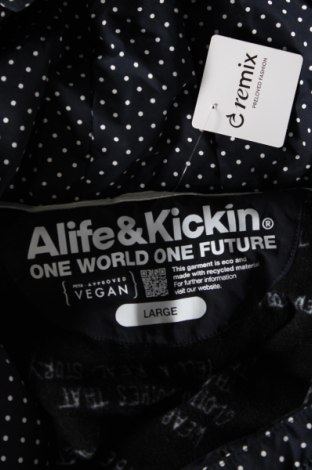 remix
PRELOVED FASHION
Alife&Kickin®
ONE WORLD ONE FUTURE
PETA - APPROVED
VEGAN
This garment is eco and
made with recycled material
For further information
visit our website.
LARGE